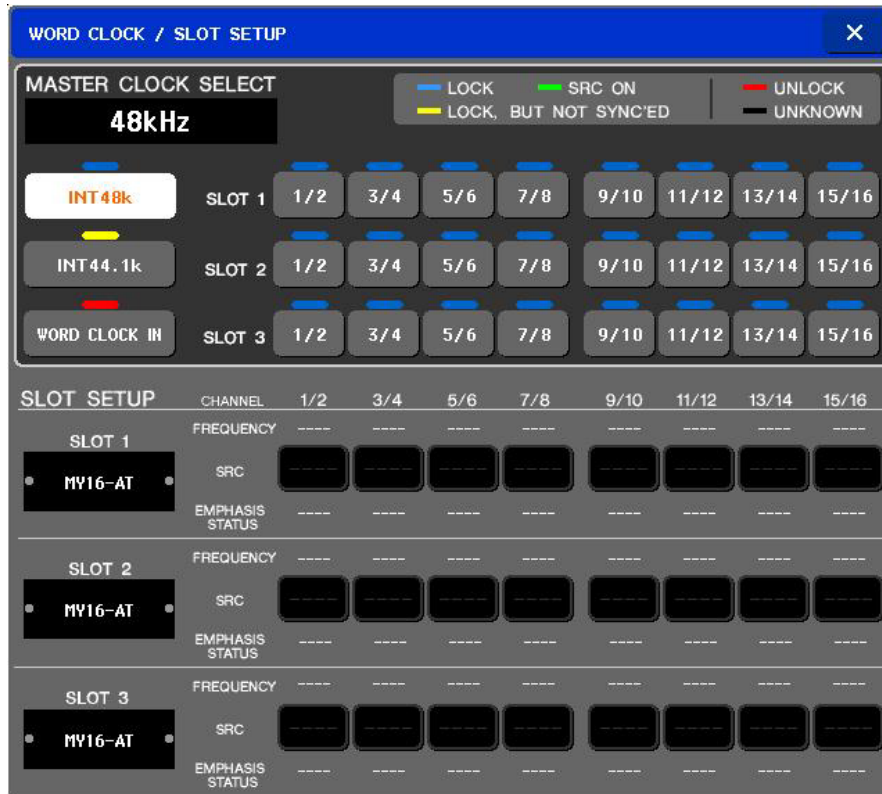 WORD CLOCK / SLOT SETUP
MASTER CLOCK SELECT
48kHz
LOCK SRC ON UNLOCK
LOCK, BUT NOT SYNC'ED UNKNOWN
INT48k SLOT 1 1/2 3/4 5/6 7/8 9/10 11/12 13/14 15/16
INT44.1k SLOT 2 1/2 3/4 5/6 7/8 9/10 11/12 13/14 15/16
WORD CLOCK IN SLOT 3 1/2 3/4 5/6 7/8 9/10 11/12 13/14 15/16
SLOT SETUP CHANNEL 1/2 3/4 5/6 7/8 9/10 11/12 13/14 15/16
FREQUENCY ---- ---- ---- ---- ---- ---- ---- ----
SLOT 1
MY16-AT SRC ---- ---- ---- ---- ---- ---- ---- ----
EMPHASIS STATUS ---- ---- ---- ---- ---- ---- ---- ----
FREQUENCY ---- ---- ---- ---- ---- ---- ---- ----
SLOT 2
MY16-AT SRC ---- ---- ---- ---- ---- ---- ---- ----
EMPHASIS STATUS ---- ---- ---- ---- ---- ---- ---- ----
FREQUENCY ---- ---- ---- ---- ---- ---- ---- ----
SLOT 3
MY16-AT SRC ---- ---- ---- ---- ---- ---- ---- ----
EMPHASIS STATUS ---- ---- ---- ---- ---- ---- ---- ----